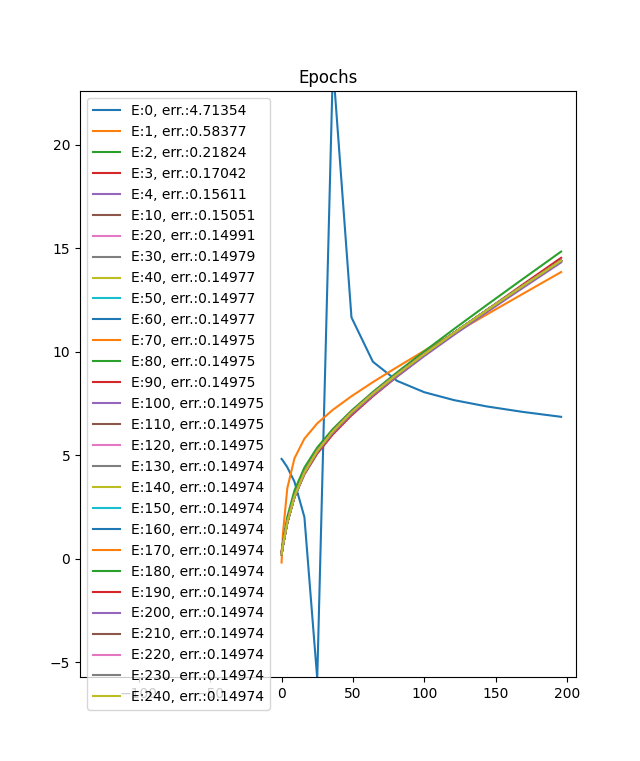 Epochs
E:0, err.:4.71354
E:1, err.:0.58377
E:2, err.:0.21824
E:3, err.:0.17042
E:4, err.:0.15611
E:10, err.:0.15051
E:20, err.:0.14991
E:30, err.:0.14979
E:40, err.:0.14977
E:50, err.:0.14977
E:60, err.:0.14977
E:70, err.:0.14975
E:80, err.:0.14975
E:90, err.:0.14975
E:100, err.:0.14975
E:110, err.:0.14975
E:120, err.:0.14975
E:130, err.:0.14974
E:140, err.:0.14974
E:150, err.:0.14974
E:160, err.:0.14974
E:170, err.:0.14974
E:180, err.:0.14974
E:190, err.:0.14974
E:200, err.:0.14974
E:210, err.:0.14974
E:220, err.:0.14974
E:230, err.:0.14974
E:240, err.:0.14974
20
15
10
5
0
−5
−100 −50 0 50 100 150 200